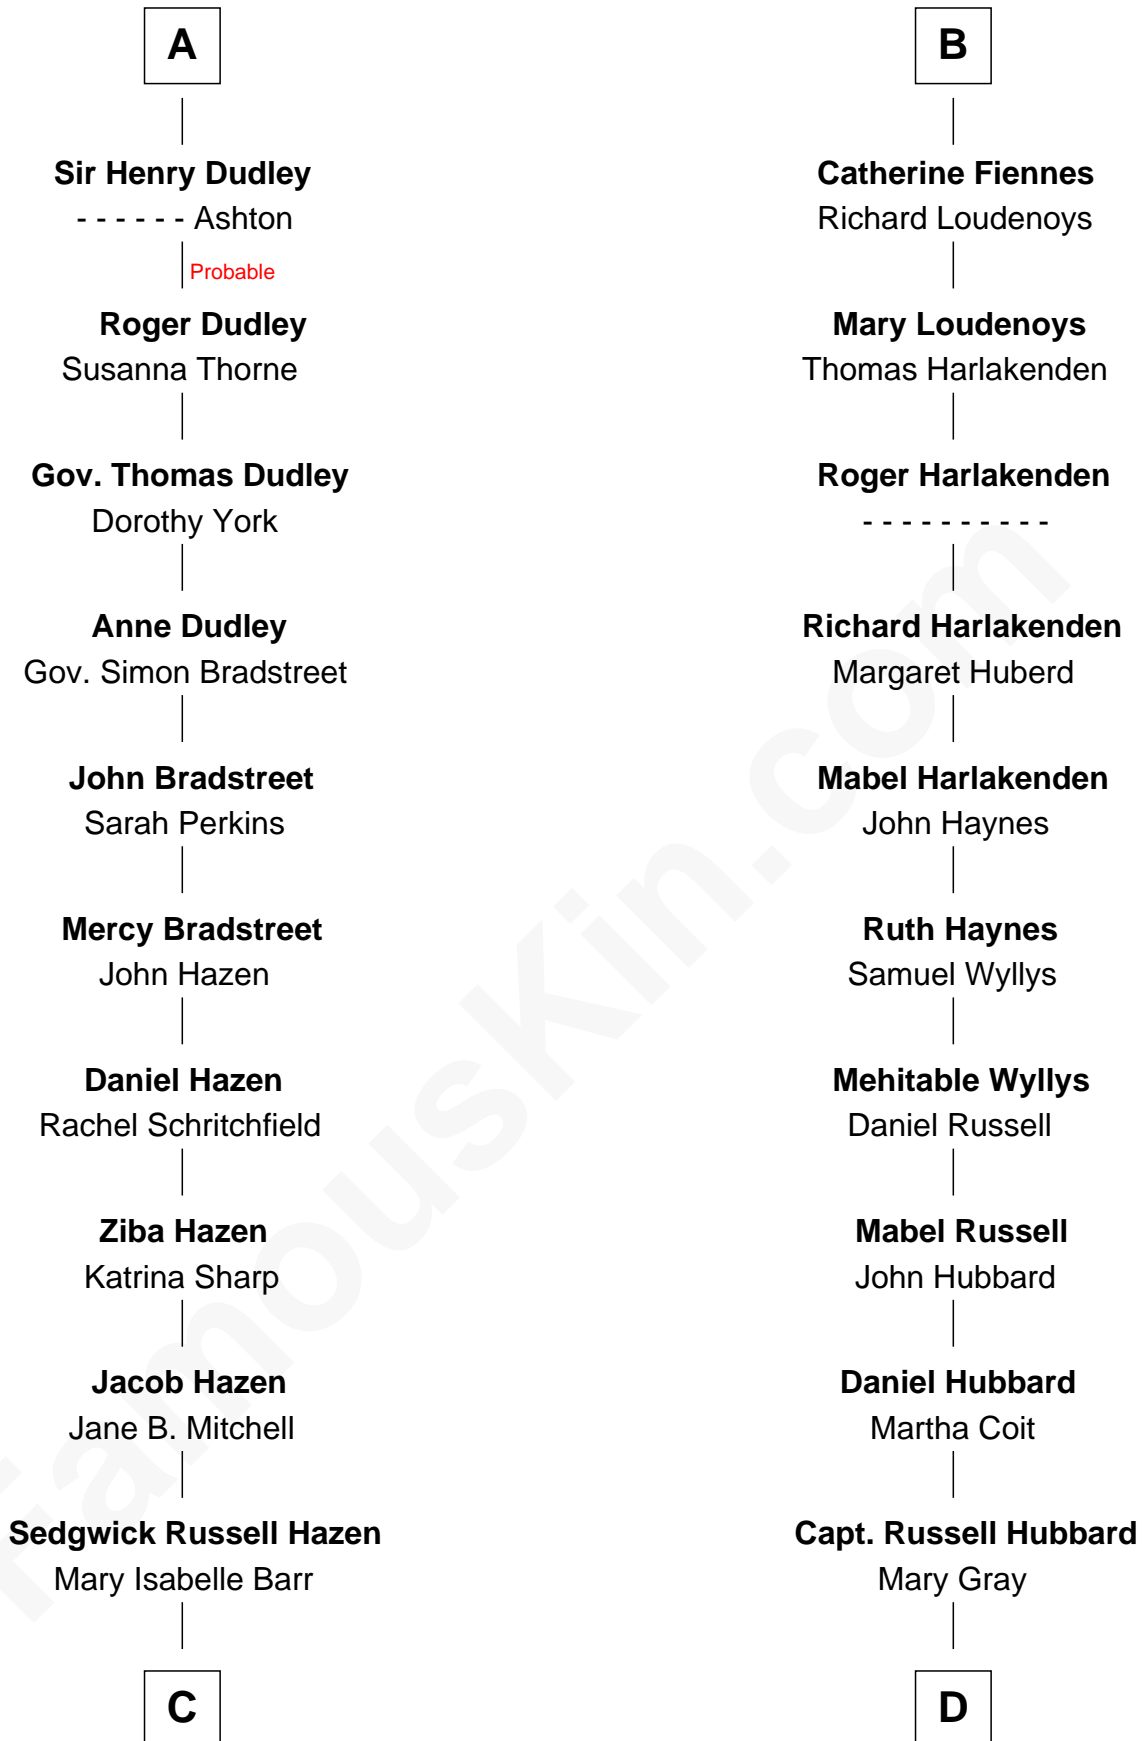 A
Sir Henry Dudley
- - - - - - Ashton
Probable
Roger Dudley
Susanna Thorne
Gov. Thomas Dudley
Dorothy York
Anne Dudley
Gov. Simon Bradstreet
John Bradstreet
Sarah Perkins
Mercy Bradstreet
John Hazen
Daniel Hazen
Rachel Schritchfield
Ziba Hazen
Katrina Sharp
Jacob Hazen
Jane B. Mitchell
Sedgwick Russell Hazen
Mary Isabelle Barr
C
B
Catherine Fiennes
Richard Loudenoys
Mary Loudenoys
Thomas Harlakenden
Roger Harlakenden
- - - - - - - - - -
Richard Harlakenden
Margaret Huberd
Mabel Harlakenden
John Haynes
Ruth Haynes
Samuel Wyllys
Mehitable Wyllys
Daniel Russell
Mabel Russell
John Hubbard
Daniel Hubbard
Martha Coit
Capt. Russell Hubbard
Mary Gray
D
FamousKin.com